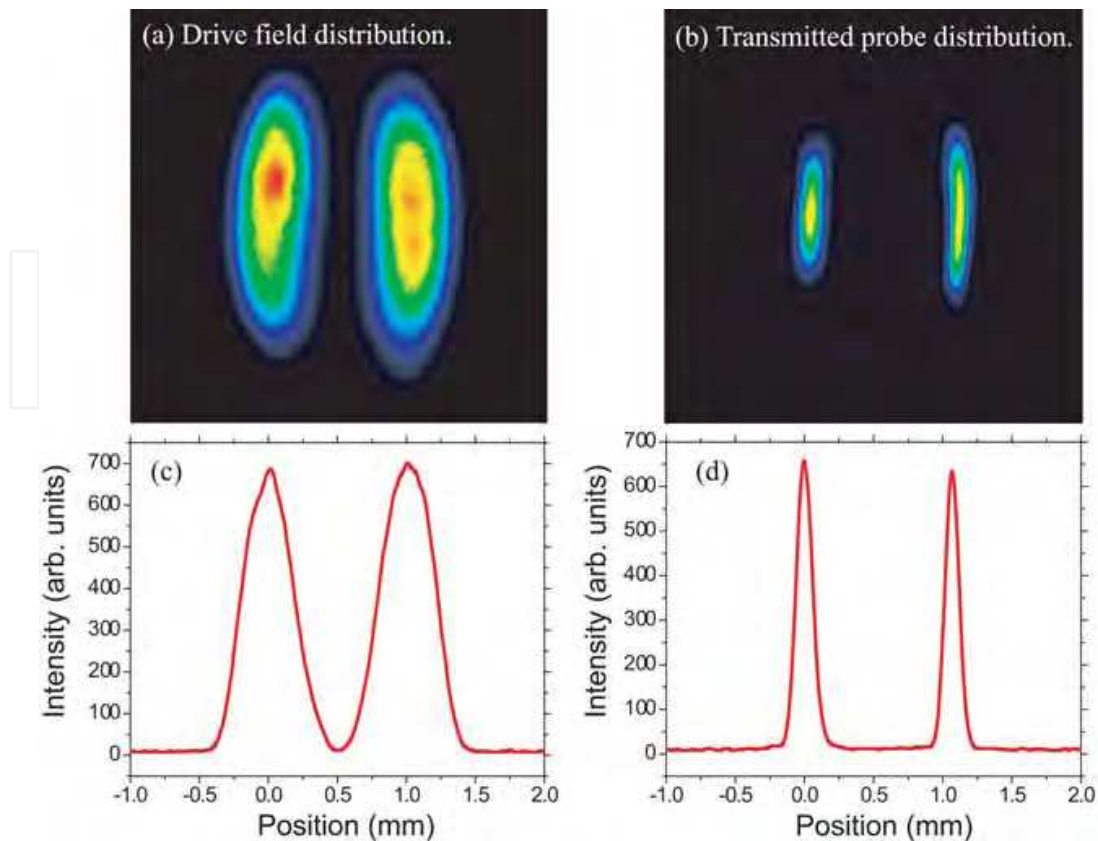 (a) Drive field distribution.
(b) Transmitted probe distribution.
(c)
700
600
500
400
300
200
100
0
-1.0 -0.5 0.0 0.5 1.0 1.5 2.0
Intensity (arb. units)
Position (mm)
(d)
700
600
500
400
300
200
100
0
-1.0 -0.5 0.0 0.5 1.0 1.5 2.0
Intensity (arb. units)
Position (mm)